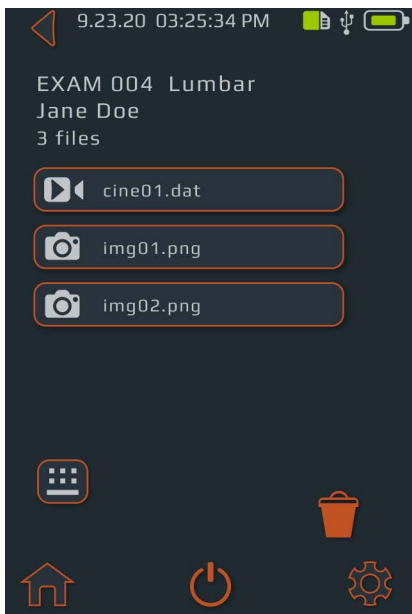 9.23.20 03:25:34 PM
EXAM 004 Lumbar
Jane Doe
3 files
cine01.dat
img01.png
img02.png